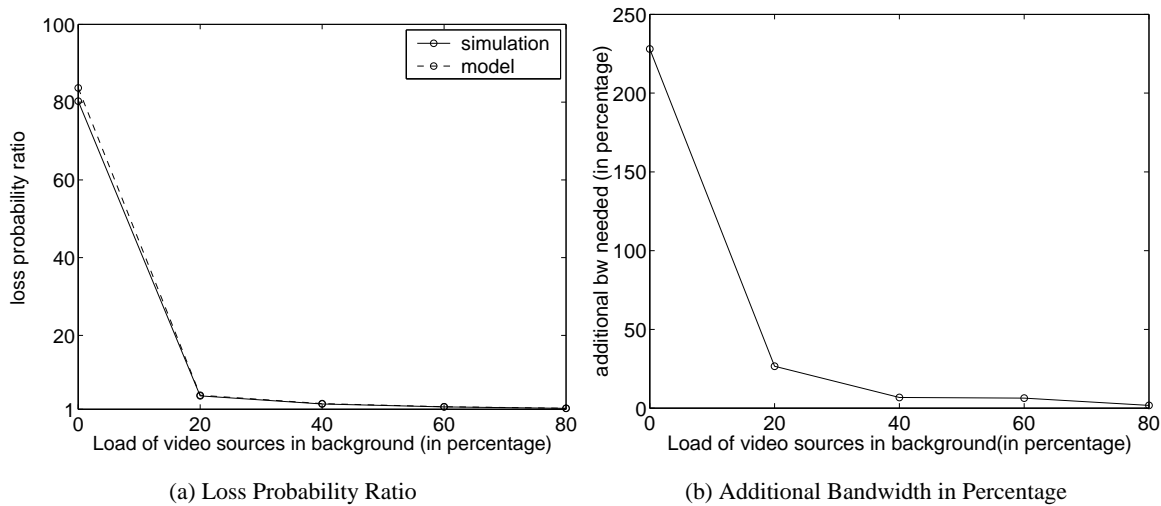 100
80
60
40
20
1
loss probability ratio
simulation
model
0
20
40
60
80
Load of video sources in background (in percentage)
(a) Loss Probability Ratio
250
200
150
100
50
0
additional bw needed (in percentage)
0
20
40
60
80
Load of video sources in background(in percentage)
(b) Additional Bandwidth in Percentage